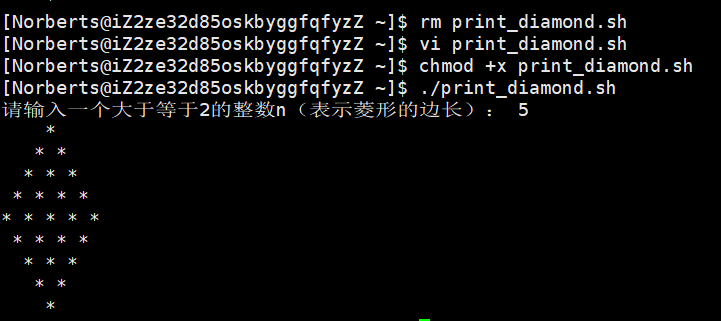 [Norberts@iZ2ze32d85oskbyggfqfyzZ ~]$ rm print_diamond.sh
[Norberts@iZ2ze32d85oskbyggfqfyzZ ~]$ vi print_diamond.sh
[Norberts@iZ2ze32d85oskbyggfqfyzZ ~]$ chmod +x print_diamond.sh
[Norberts@iZ2ze32d85oskbyggfqfyzZ ~]$ ./print_diamond.sh
请输入一个大于等于2的整数n（表示菱形的边长）： 5
    *
   * *
  * * *
 * * * *
* * * * *
 * * * *
  * * *
   * *
    *